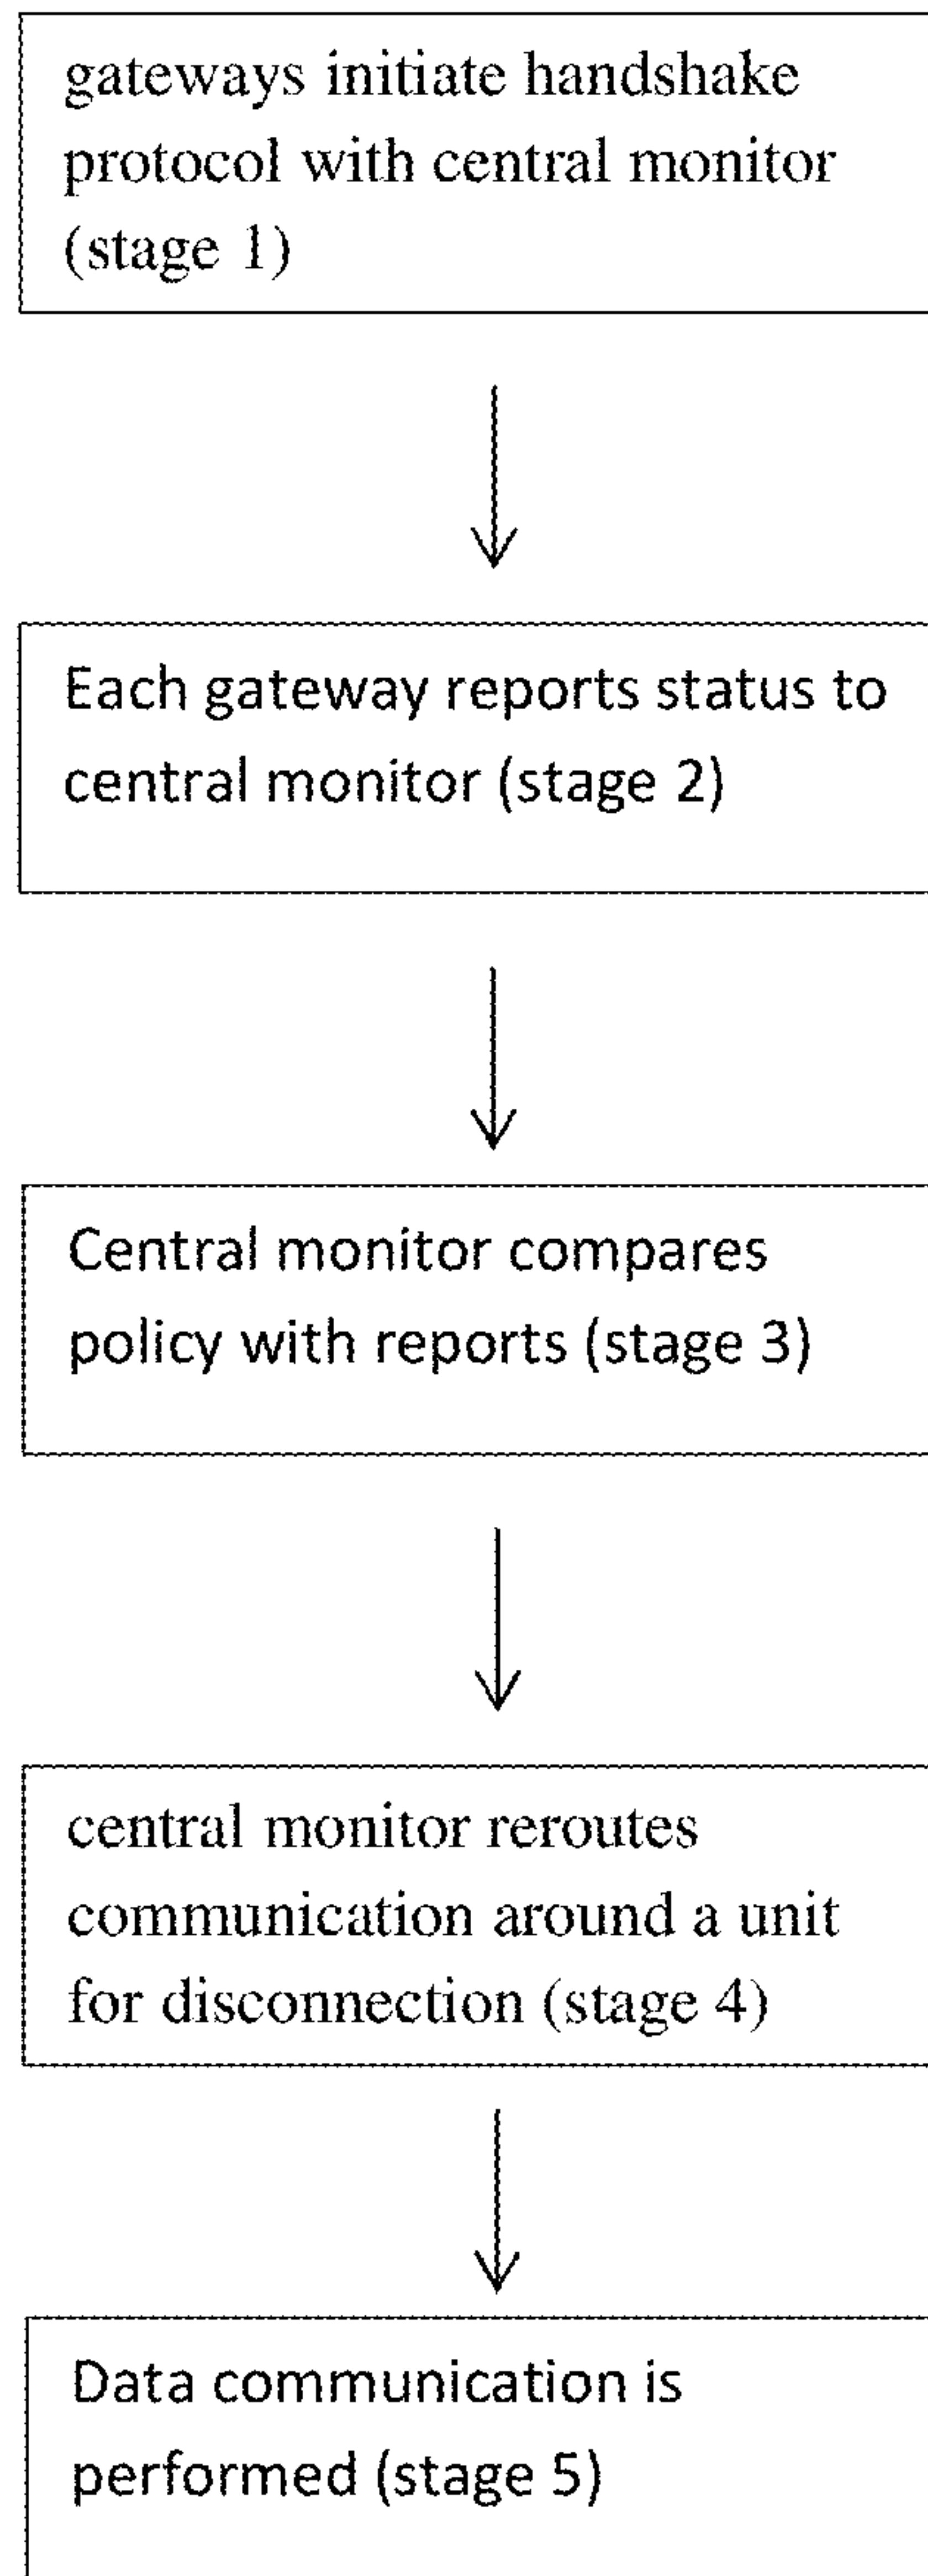 gateways initiate handshake
protocol with central monitor
(stage 1)
Each gateway reports status to
central monitor (stage 2)
Central monitor compares
policy with reports (stage 3)
central monitor reroutes
communication around a unit
for disconnection (stage 4)
Data communication is
performed (stage 5)